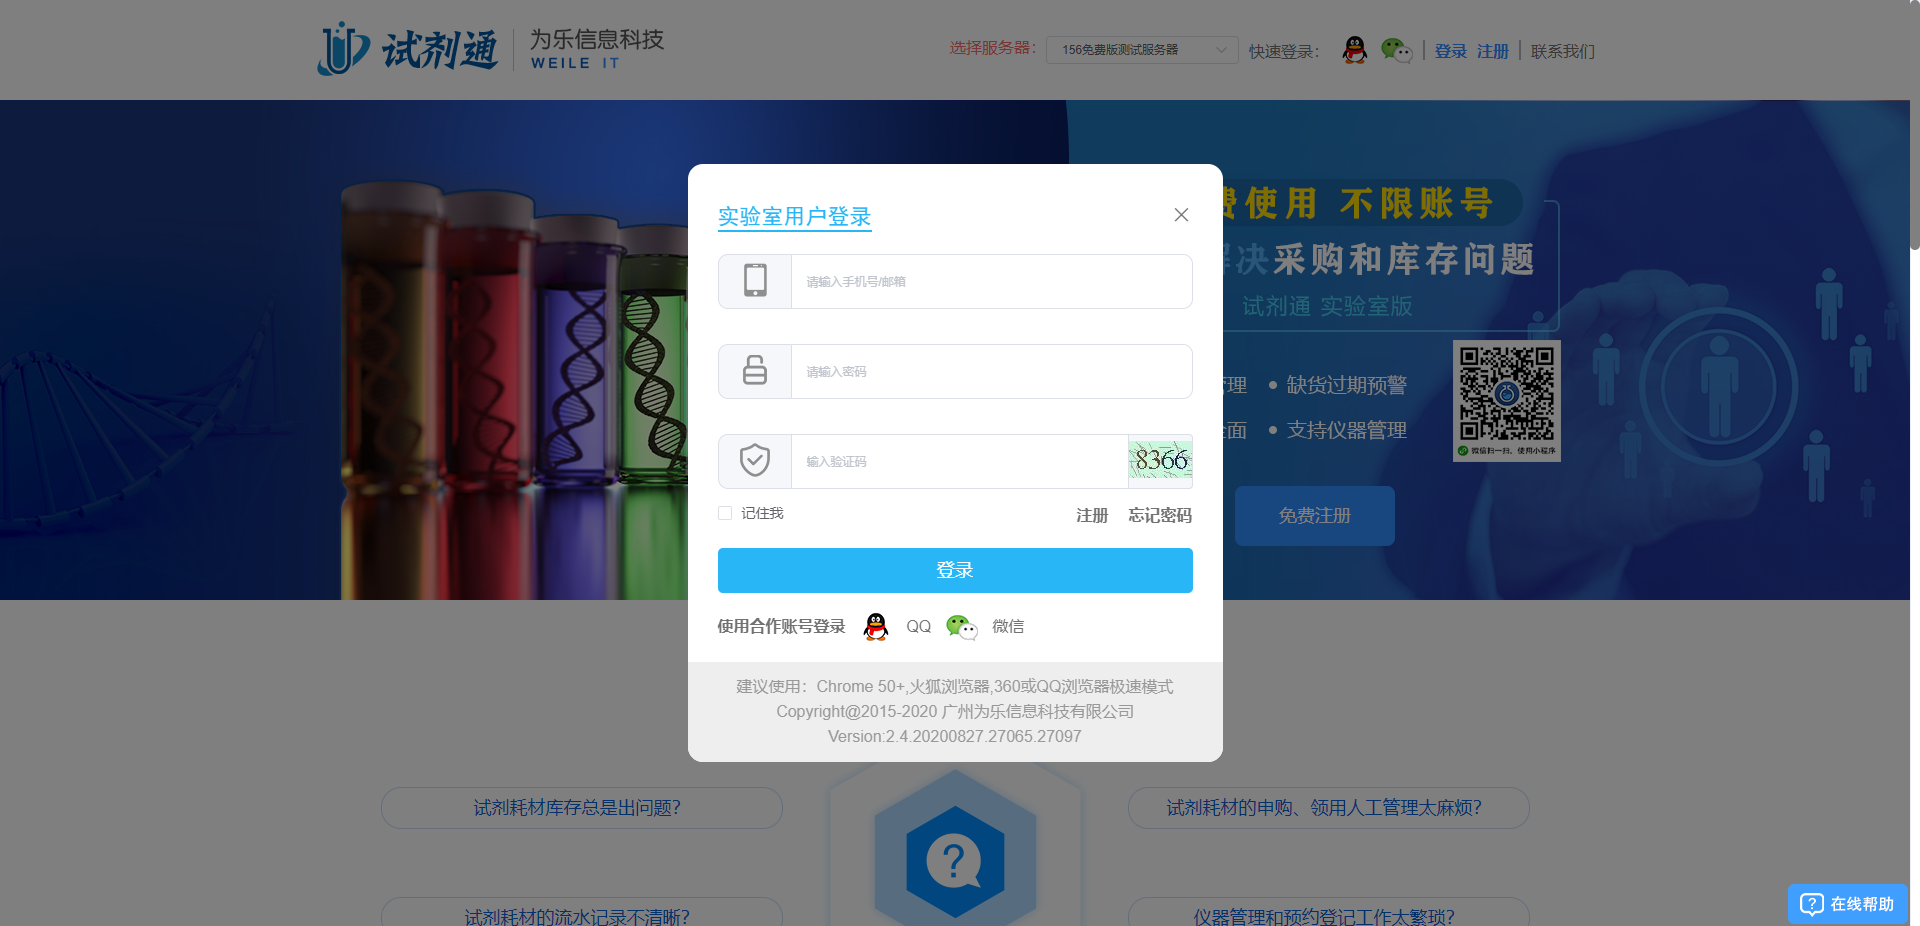 试剂通
为乐信息科技
WEILE IT
选择服务器：
156免费版测试服务器
快速登录：
登录 注册
联系我们
费使用 不限账号
解决采购和库存问题
试剂通 实验室版
管理
缺货过期预警
全面
支持仪器管理
微信扫一扫，使用小程序
免费注册
实验室用户登录
请输入手机号/邮箱
请输入密码
输入验证码
8366
记住我
注册 忘记密码
登录
使用合作账号登录 QQ 微信
建议使用：Chrome 50+,火狐浏览器,360或QQ浏览器极速模式
Copyright@2015-2020 广州为乐信息科技有限公司
Version:2.4.20200827.27065.27097
试剂耗材库存总是出问题?
试剂耗材的申购、领用人工管理太麻烦?
试剂耗材的流水记录不清晰?
仪器管理和预约登记工作太繁琐?
在线帮助